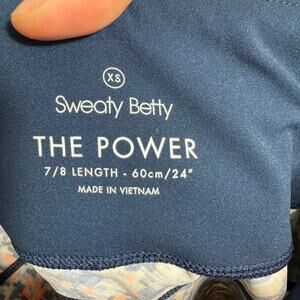 XS
Sweaty Betty
THE POWER
7/8 LENGTH - 60cm/24"
MADE IN VIETNAM